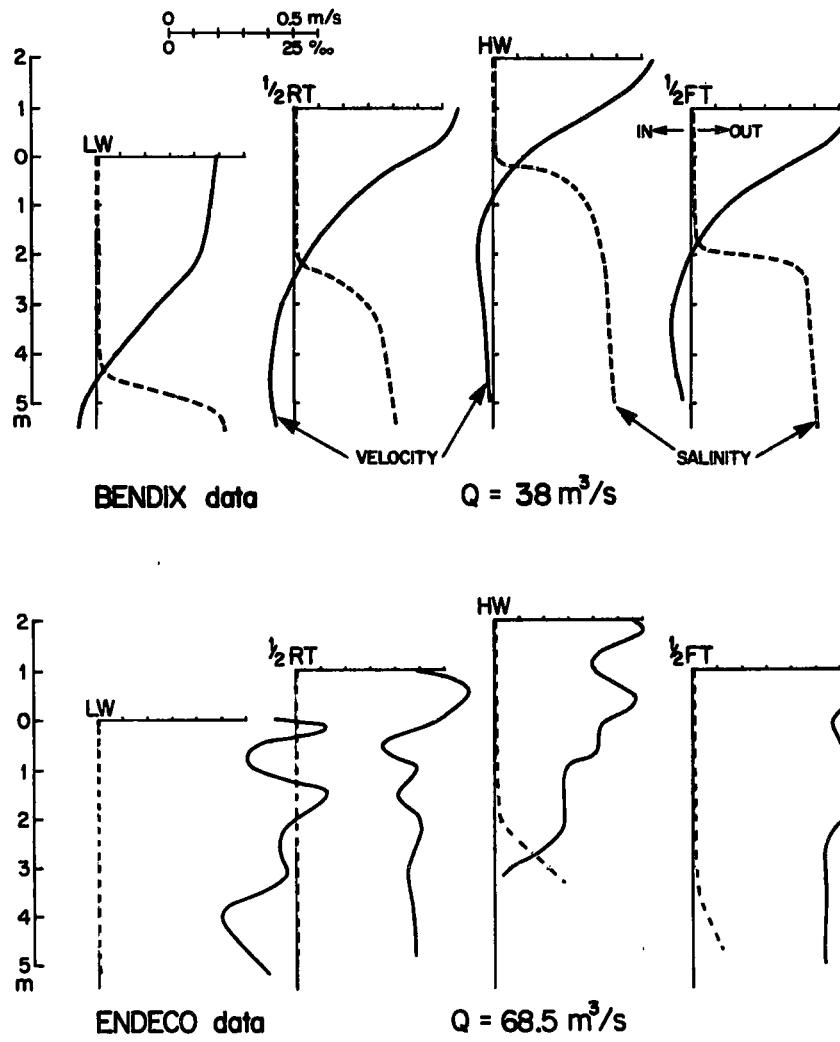 0 0.5 m/s
0 25 ‰
2
1
0
1
2
3
4
5
m
LW
½RT
HW
½FT
IN OUT
VELOCITY
SALINITY
BENDIX data
Q = 38 m³/s
2
1
0
1
2
3
4
5
m
LW
½RT
HW
½FT
ENDECO data
Q = 68.5 m³/s